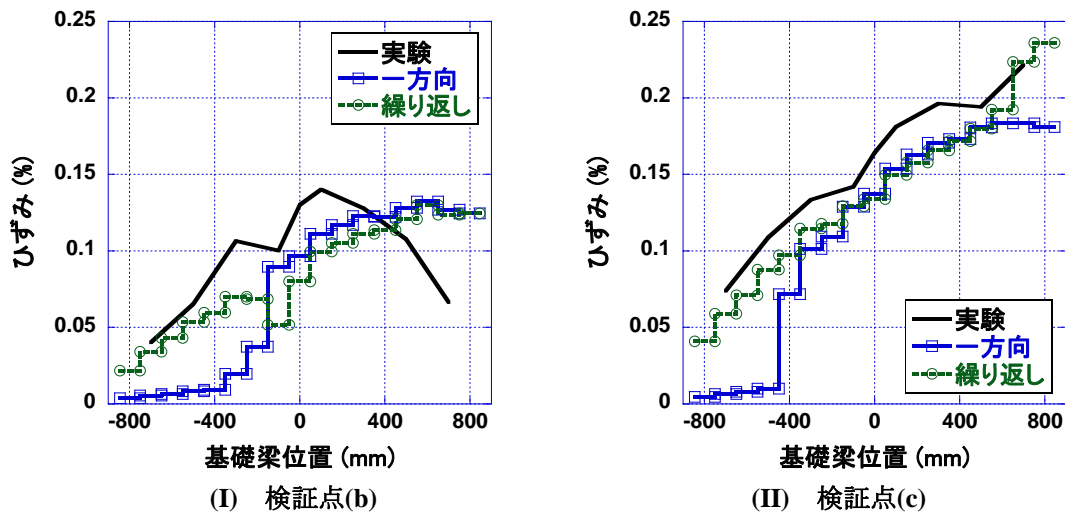 0.25
0.2
0.15
0.1
0.05
0
ひずみ (%)
実験
一方向
繰り返し
-800 -400 0 400 800
基礎梁位置 (mm)
(I) 検証点(b)
0.25
0.2
0.15
0.1
0.05
0
ひずみ (%)
実験
一方向
繰り返し
-800 -400 0 400 800
基礎梁位置 (mm)
(II) 検証点(c)